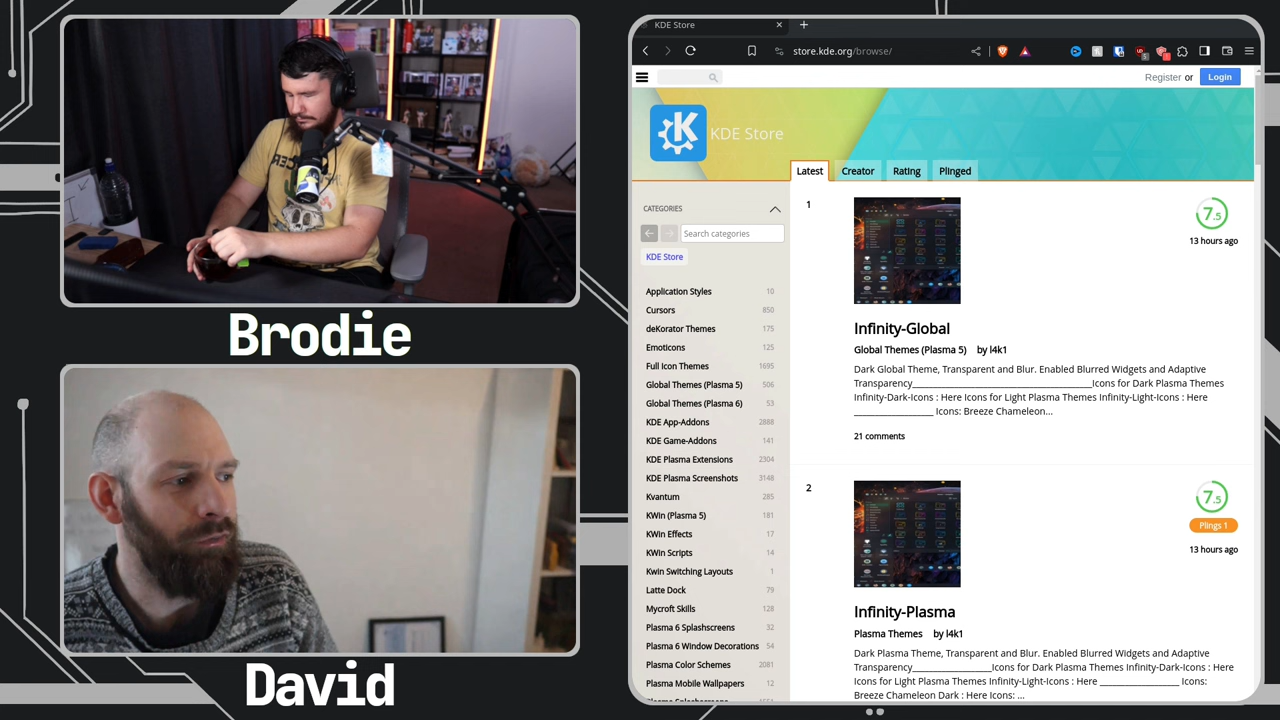 Brodie
David
KDE Store
store.kde.org/browse/
Register or Login
KDE Store
Latest
Creator
Rating
Plinged
CATEGORIES
Search categories
KDE Store
Application Styles 10
Cursors 850
deKorator Themes 175
Emoticons 125
Full Icon Themes 1695
Global Themes (Plasma 5) 506
Global Themes (Plasma 6) 53
KDE App-Addons 2888
KDE Game-Addons 141
KDE Plasma Extensions 2304
KDE Plasma Screenshots 3148
Kvantum 285
KWin (Plasma 5) 181
KWin Effects 17
KWin Scripts 14
Kwin Switching Layouts 1
Latte Dock 79
Mycroft Skills 128
Plasma 6 Splashscreens 32
Plasma 6 Window Decorations 54
Plasma Color Schemes 2081
Plasma Mobile Wallpapers 12
1
7.5
13 hours ago
Infinity-Global
Global Themes (Plasma 5) by l4k1
Dark Global Theme, Transparent and Blur. Enabled Blurred Widgets and Adaptive
Transparency__________________________________________Icons for Dark Plasma Themes
Infinity-Dark-Icons : Here Icons for Light Plasma Themes Infinity-Light-Icons : Here
___________________ Icons: Breeze Chameleon...
21 comments
2
7.5
Plings 1
13 hours ago
Infinity-Plasma
Plasma Themes by l4k1
Dark Plasma Theme, Transparent and Blur. Enabled Blurred Widgets and Adaptive
Transparency___________________Icons for Dark Plasma Themes Infinity-Dark-Icons : Here
Icons for Light Plasma Themes Infinity-Light-Icons : Here ___________________ Icons:
Breeze Chameleon Dark : Here Icons: ...